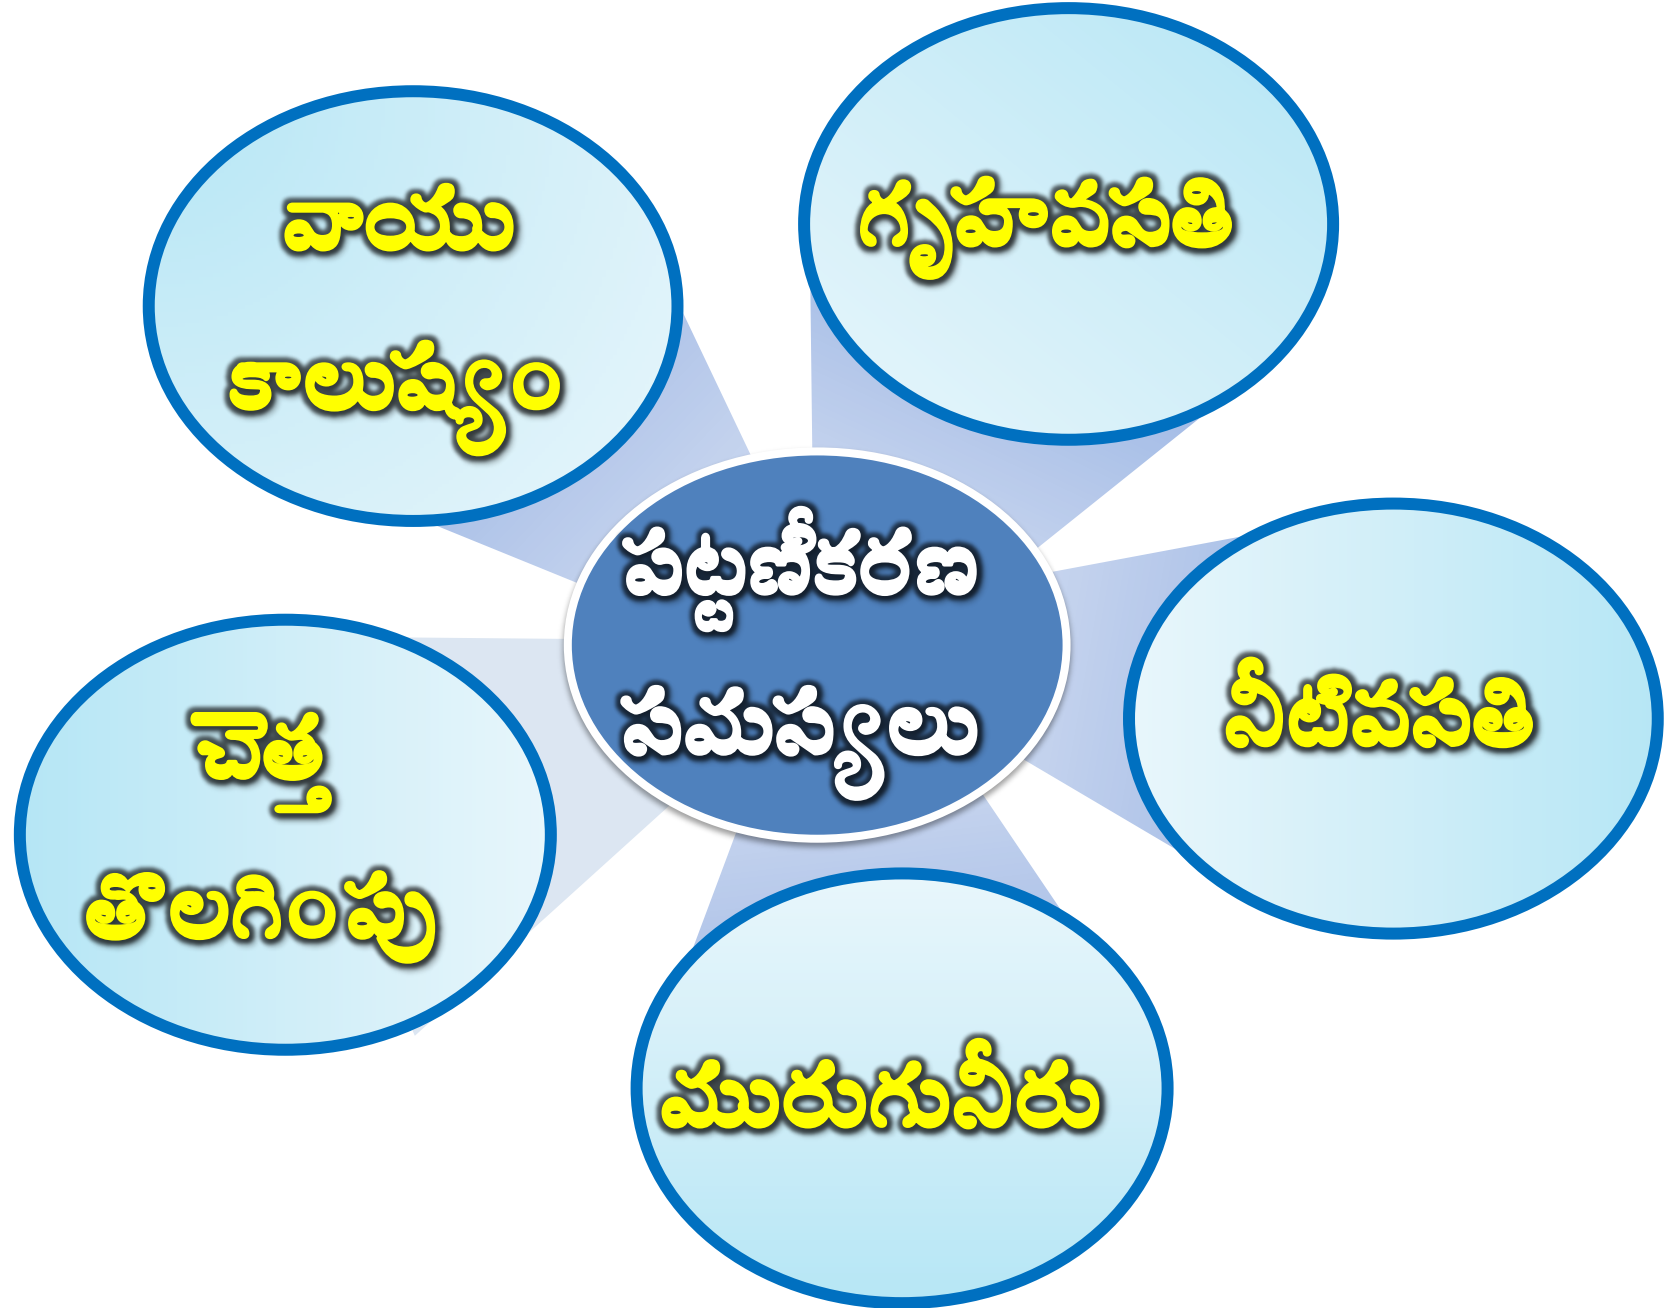 వాయు
కాలుష్యం
గృహవసతి
పట్టణీకరణ
సమస్యలు
నీటివసతి
చెత్త
తొలగింపు
మురుగునీరు